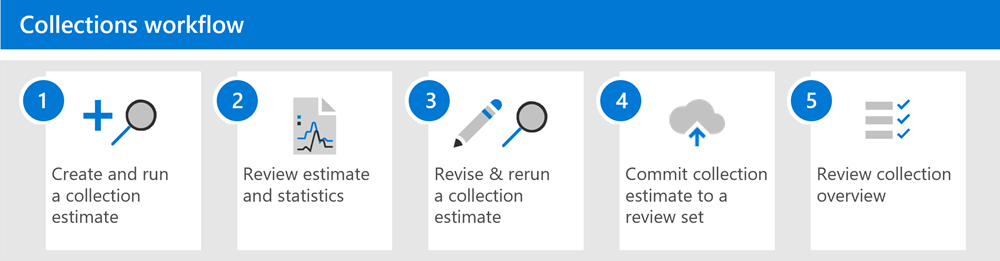 Collections workflow
1
Create and run
a collection
estimate
2
Review estimate
and statistics
3
Revise & rerun
a collection
estimate
4
Commit collection
estimate to a
review set
5
Review collection
overview